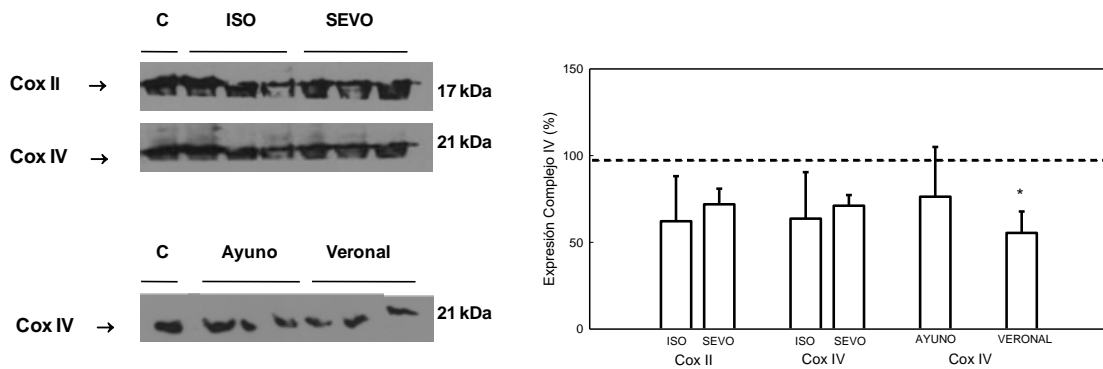 C ISO SEVO
Cox II → 17 kDa
Cox IV → 21 kDa
C Ayuno Veronal
Cox IV → 21 kDa
Expresión Complejo IV (%)
150
100
50
0
*
ISO SEVO ISO SEVO AYUNO VERONAL
Cox II Cox IV Cox IV